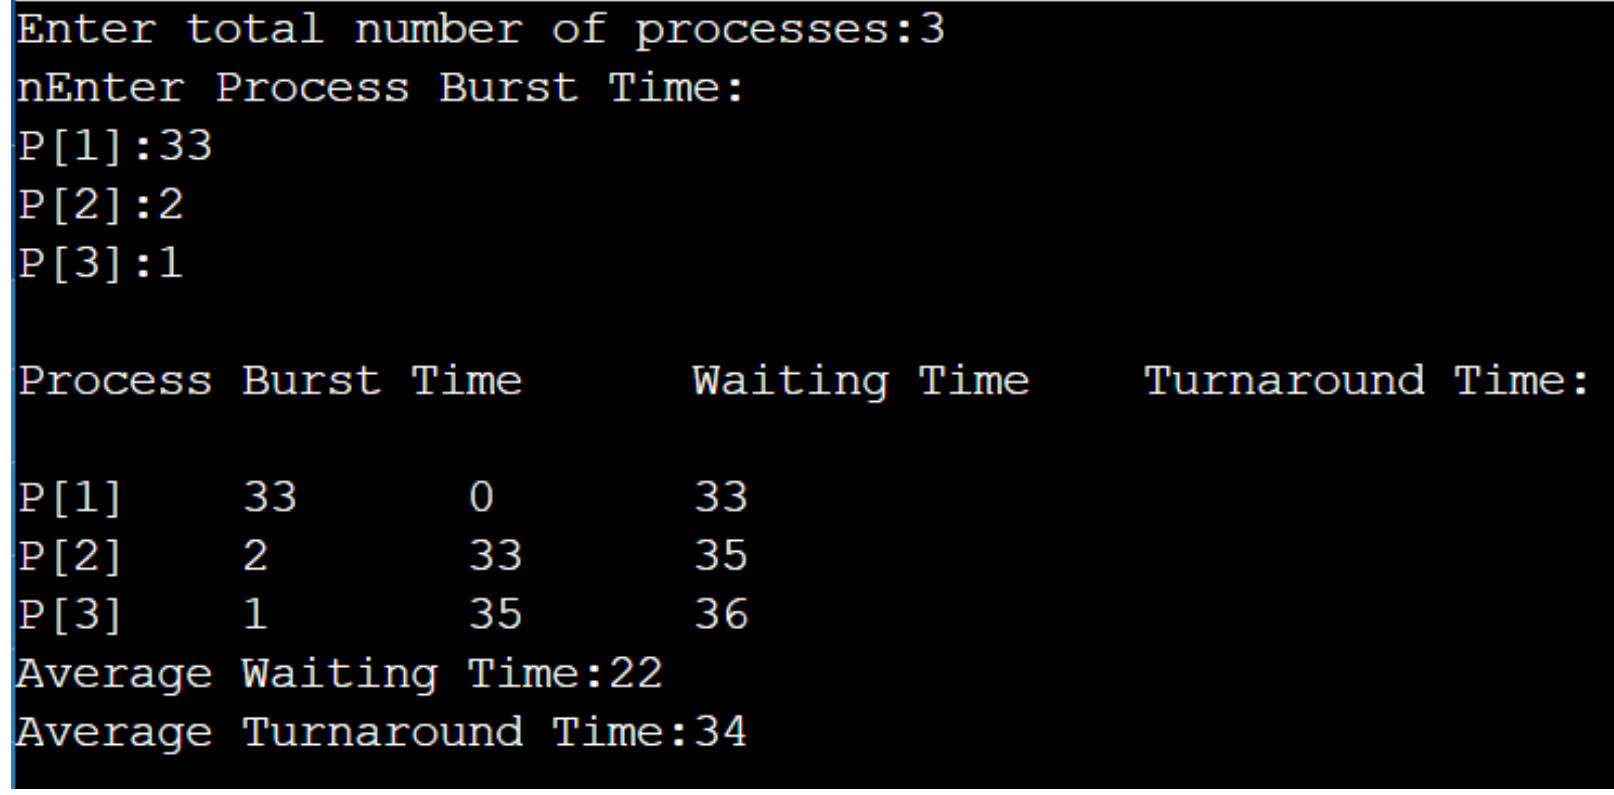 Enter total number of processes:3
nEnter Process Burst Time:
P[1]:33
P[2]:2
P[3]:1
Process Burst Time Waiting Time Turnaround Time:
P[1] 33 0 33
P[2] 2 33 35
P[3] 1 35 36
Average Waiting Time:22
Average Turnaround Time:34